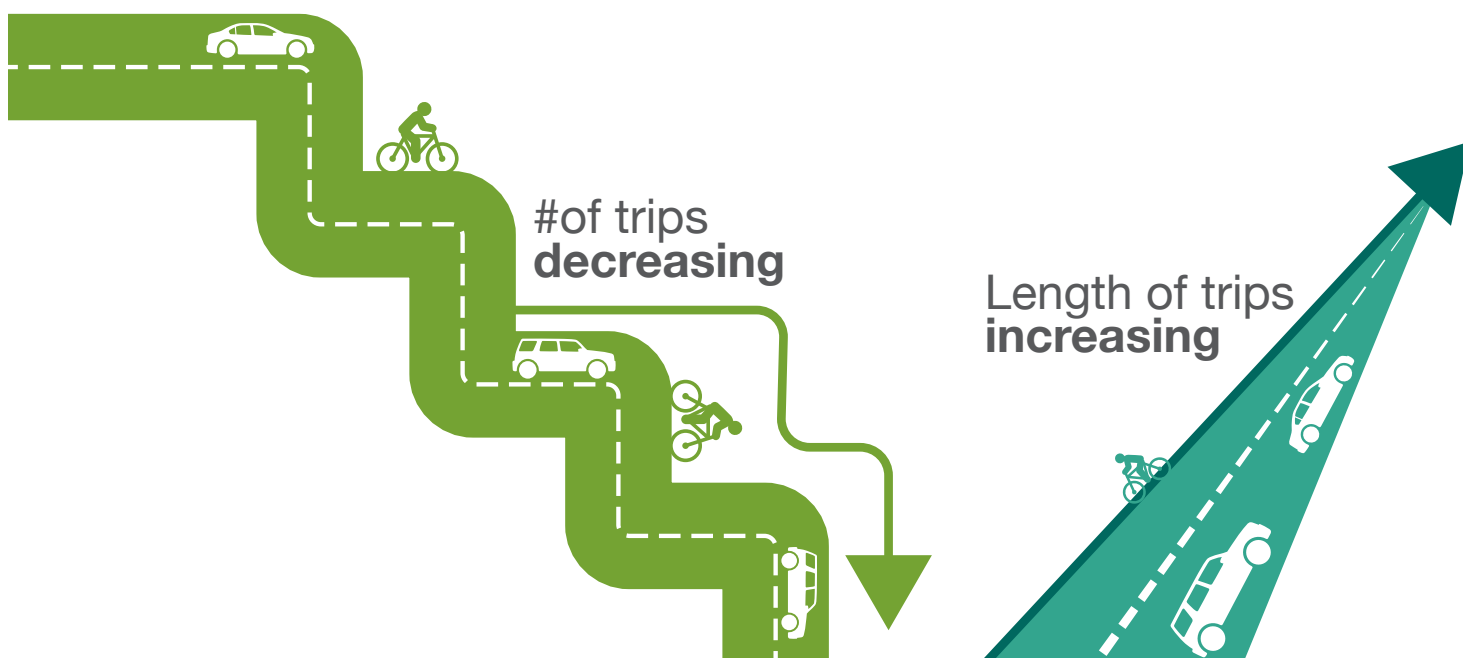 #of trips
decreasing
Length of trips
increasing